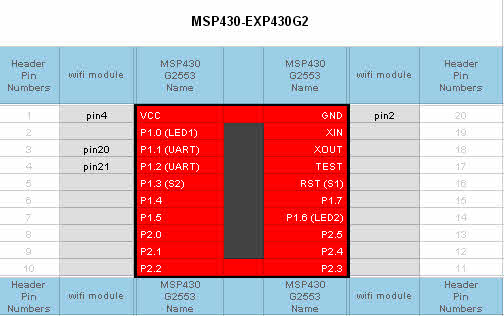 MSP430-EXP430G2
Header Pin Numbers wifi module MSP430 G2553 Name MSP430 G2553 Name wifi module Header Pin Numbers
1 pin4 VCC GND pin2 20
2 P1.0 (LED1) XIN 19
3 pin20 P1.1 (UART) XOUT 18
4 pin21 P1.2 (UART) TEST 17
5 P1.3 (S2) RST (S1) 16
6 P1.4 P1.7 15
7 P1.5 P1.6 (LED2) 14
8 P2.0 P2.5 13
9 P2.1 P2.4 12
10 P2.2 P2.3 11
Header Pin Numbers wifi module MSP430 G2553 Name MSP430 G2553 Name wifi module Header Pin Numbers